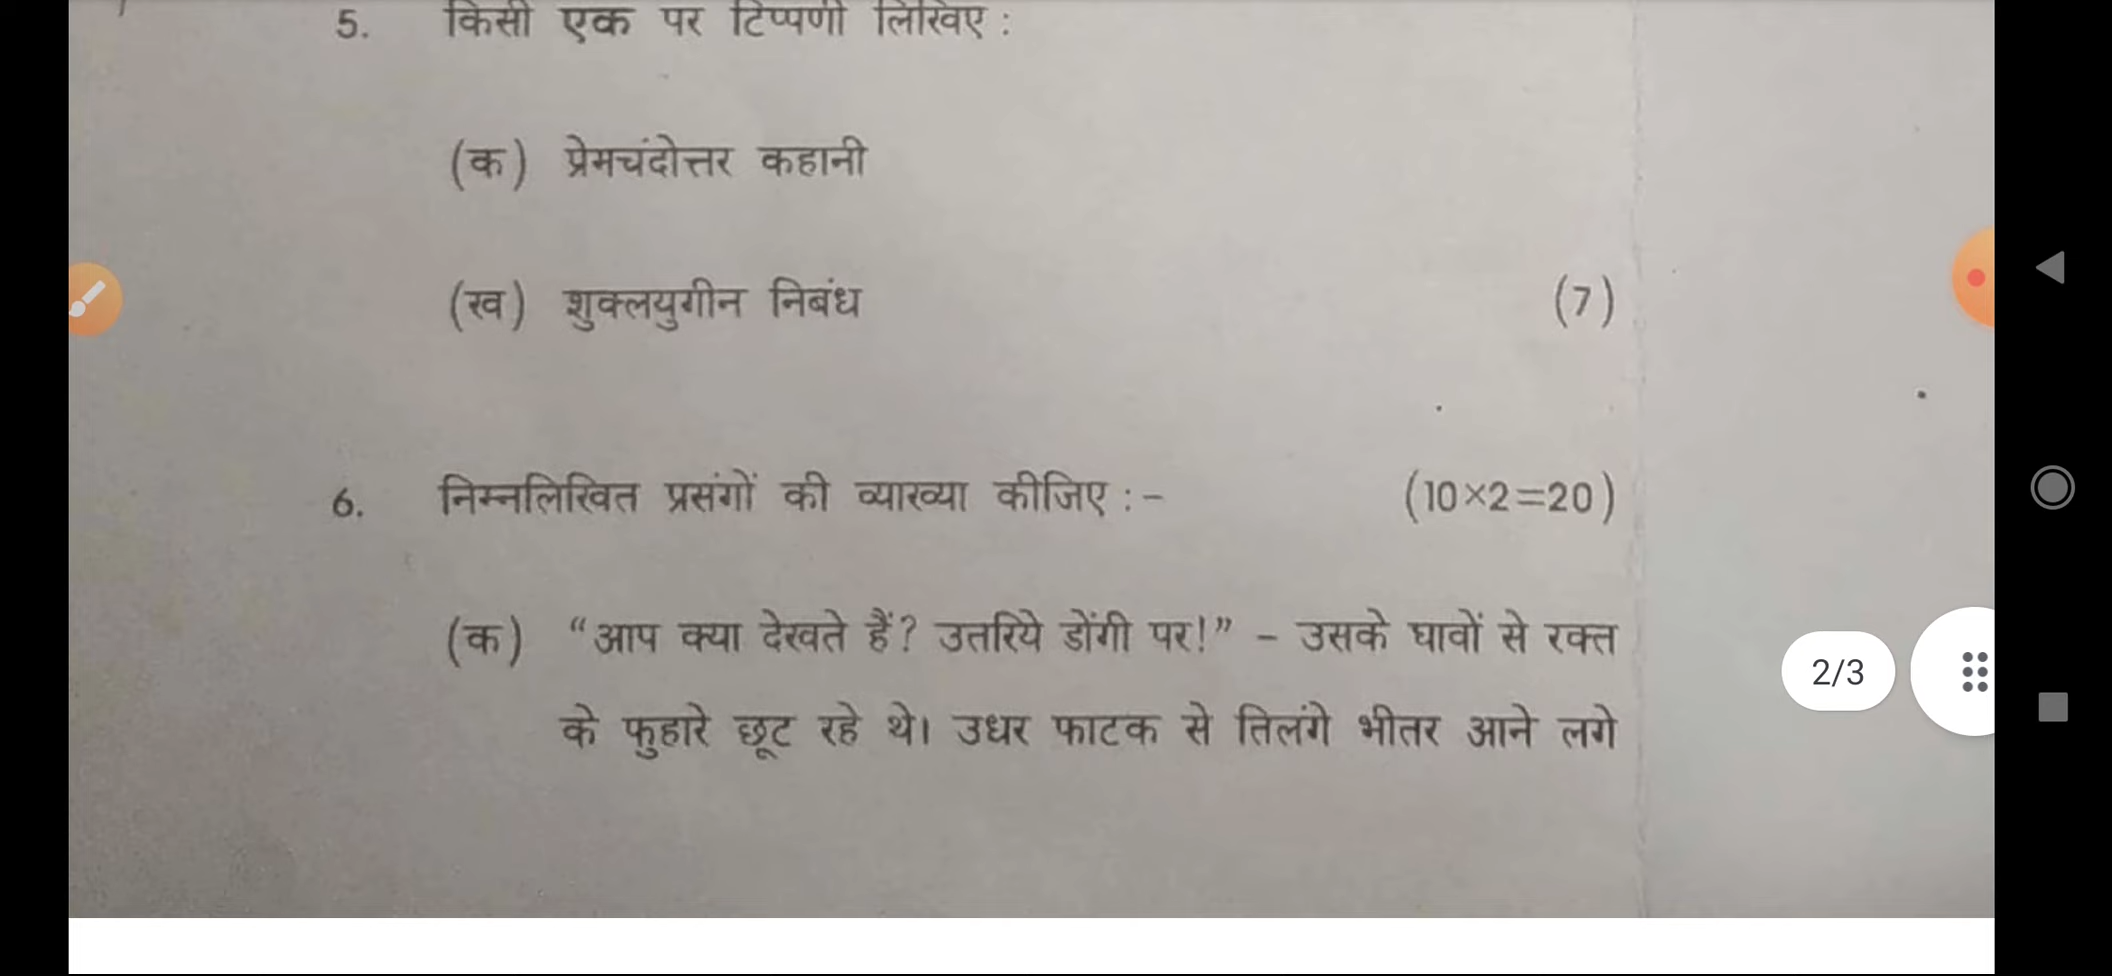 5. किसी एक पर टिप्पणी लिखिए :
(क) प्रेमचंदोत्तर कहानी
(ख) शुक्लयुगीन निबंध (7)
6. निम्नलिखित प्रसंगों की व्याख्या कीजिए :- (10×2=20)
(क) “आप क्या देखते हैं? उतरिये डोंगी पर!” – उसके घावों से रक्त
के फुहारे छूट रहे थे। उधर फाटक से तिलंगे भीतर आने लगे
2/3